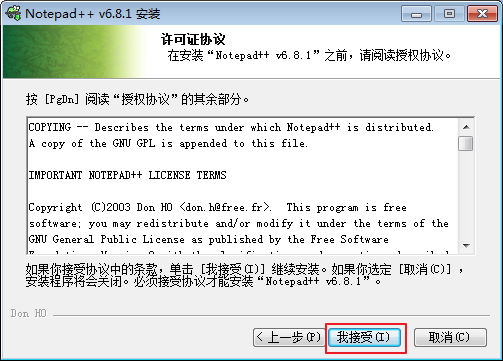 Notepad++ v6.8.1 安装
许可证协议
在安装“Notepad++ v6.8.1”之前，请阅读授权协议。
按 [PgDn] 阅读“授权协议”的其余部分。
COPYING -- Describes the terms under which Notepad++ is distributed.
A copy of the GNU GPL is appended to this file.
IMPORTANT NOTEPAD++ LICENSE TERMS
Copyright (C)2003 Don HO <don.h@free.fr>. This program is free
software; you may redistribute and/or modify it under the terms of the
GNU General Public License as published by the Free Software
如果你接受协议中的条款，单击 [我接受(I)] 继续安装。如果你选定 [取消(C)] ，
安装程序将会关闭。必须接受协议才能安装“Notepad++ v6.8.1”。
Don HO
< 上一步(P)
我接受(I)
取消(C)